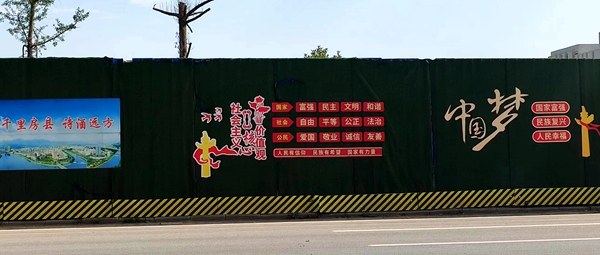 千里房县 诗酒远方
社会主义
核心
价值观
国家 富强 民主 文明 和谐
社会 自由 平等 公正 法治
公民 爱国 敬业 诚信 友善
人民有信仰 民族有希望 国家有力量
中国梦
国家富强
民族复兴
人民幸福